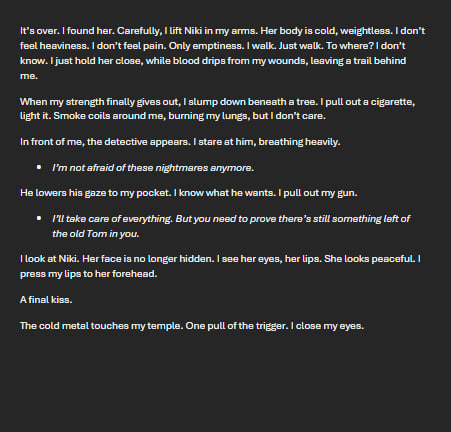 It's over. I found her. Carefully, I lift Niki in my arms. Her body is cold, weightless. I don't
feel heaviness. I don't feel pain. Only emptiness. I walk. Just walk. To where? I don't
know. I just hold her close, while blood drips from my wounds, leaving a trail behind
me.
When my strength finally gives out, I slump down beneath a tree. I pull out a cigarette,
light it. Smoke coils around me, burning my lungs, but I don't care.
In front of me, the detective appears. I stare at him, breathing heavily.
• I'm not afraid of these nightmares anymore.
He lowers his gaze to my pocket. I know what he wants. I pull out my gun.
• I'll take care of everything. But you need to prove there's still something left of
the old Tom in you.
I look at Niki. Her face is no longer hidden. I see her eyes, her lips. She looks peaceful. I
press my lips to her forehead.
A final kiss.
The cold metal touches my temple. One pull of the trigger. I close my eyes.